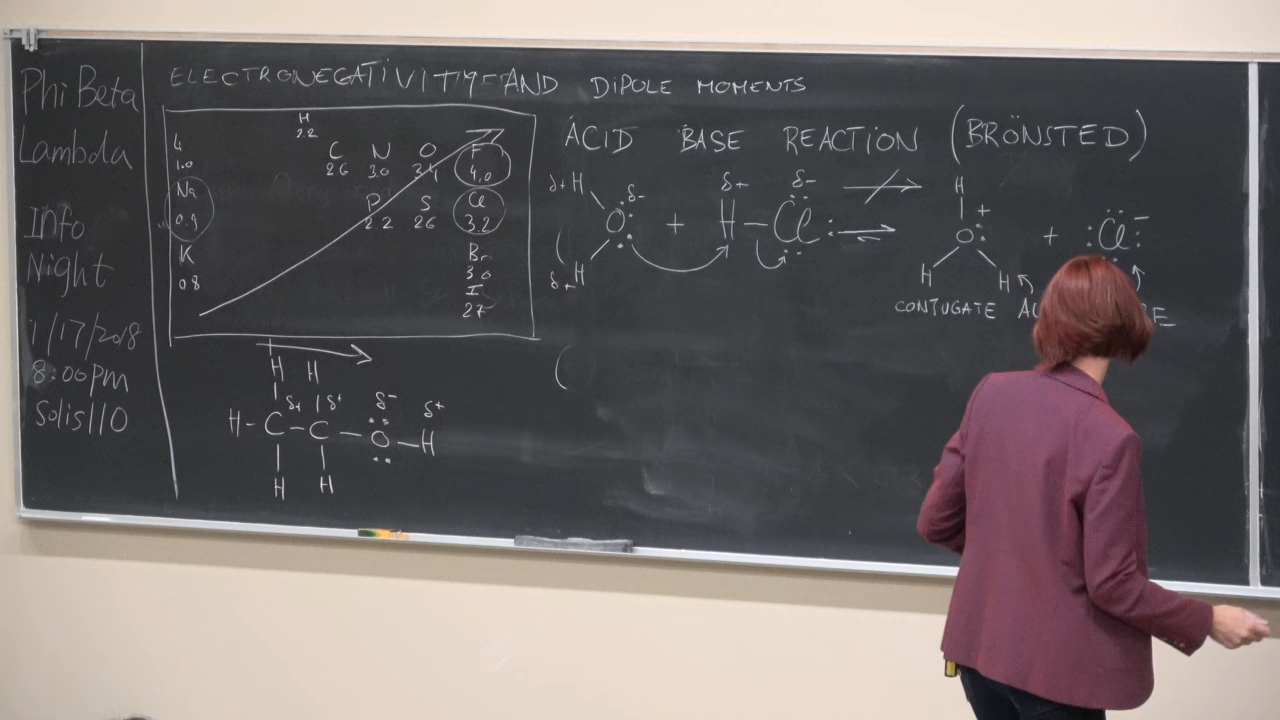 Phi Beta
Lambda
Info
Night
1/17/2018
8:00pm
Solis 110
ELECTRONEGATIVITY AND DIPOLE MOMENTS
H
2.2
Li
1.0
C N O F
2.6 3.0 3.4 4.0
Na
0.9
P S Cl
2.2 2.6 3.2
K
0.8
Br
3.0
I
2.7
H H
δ+ δ+ δ- δ+
H-C-C-O-H
H H
ACID BASE REACTION (BRÖNSTED)
δ+ H δ- δ+ δ- H
O + H-Cl O+ + Cl-
δ+ H H H
CONJUGATE